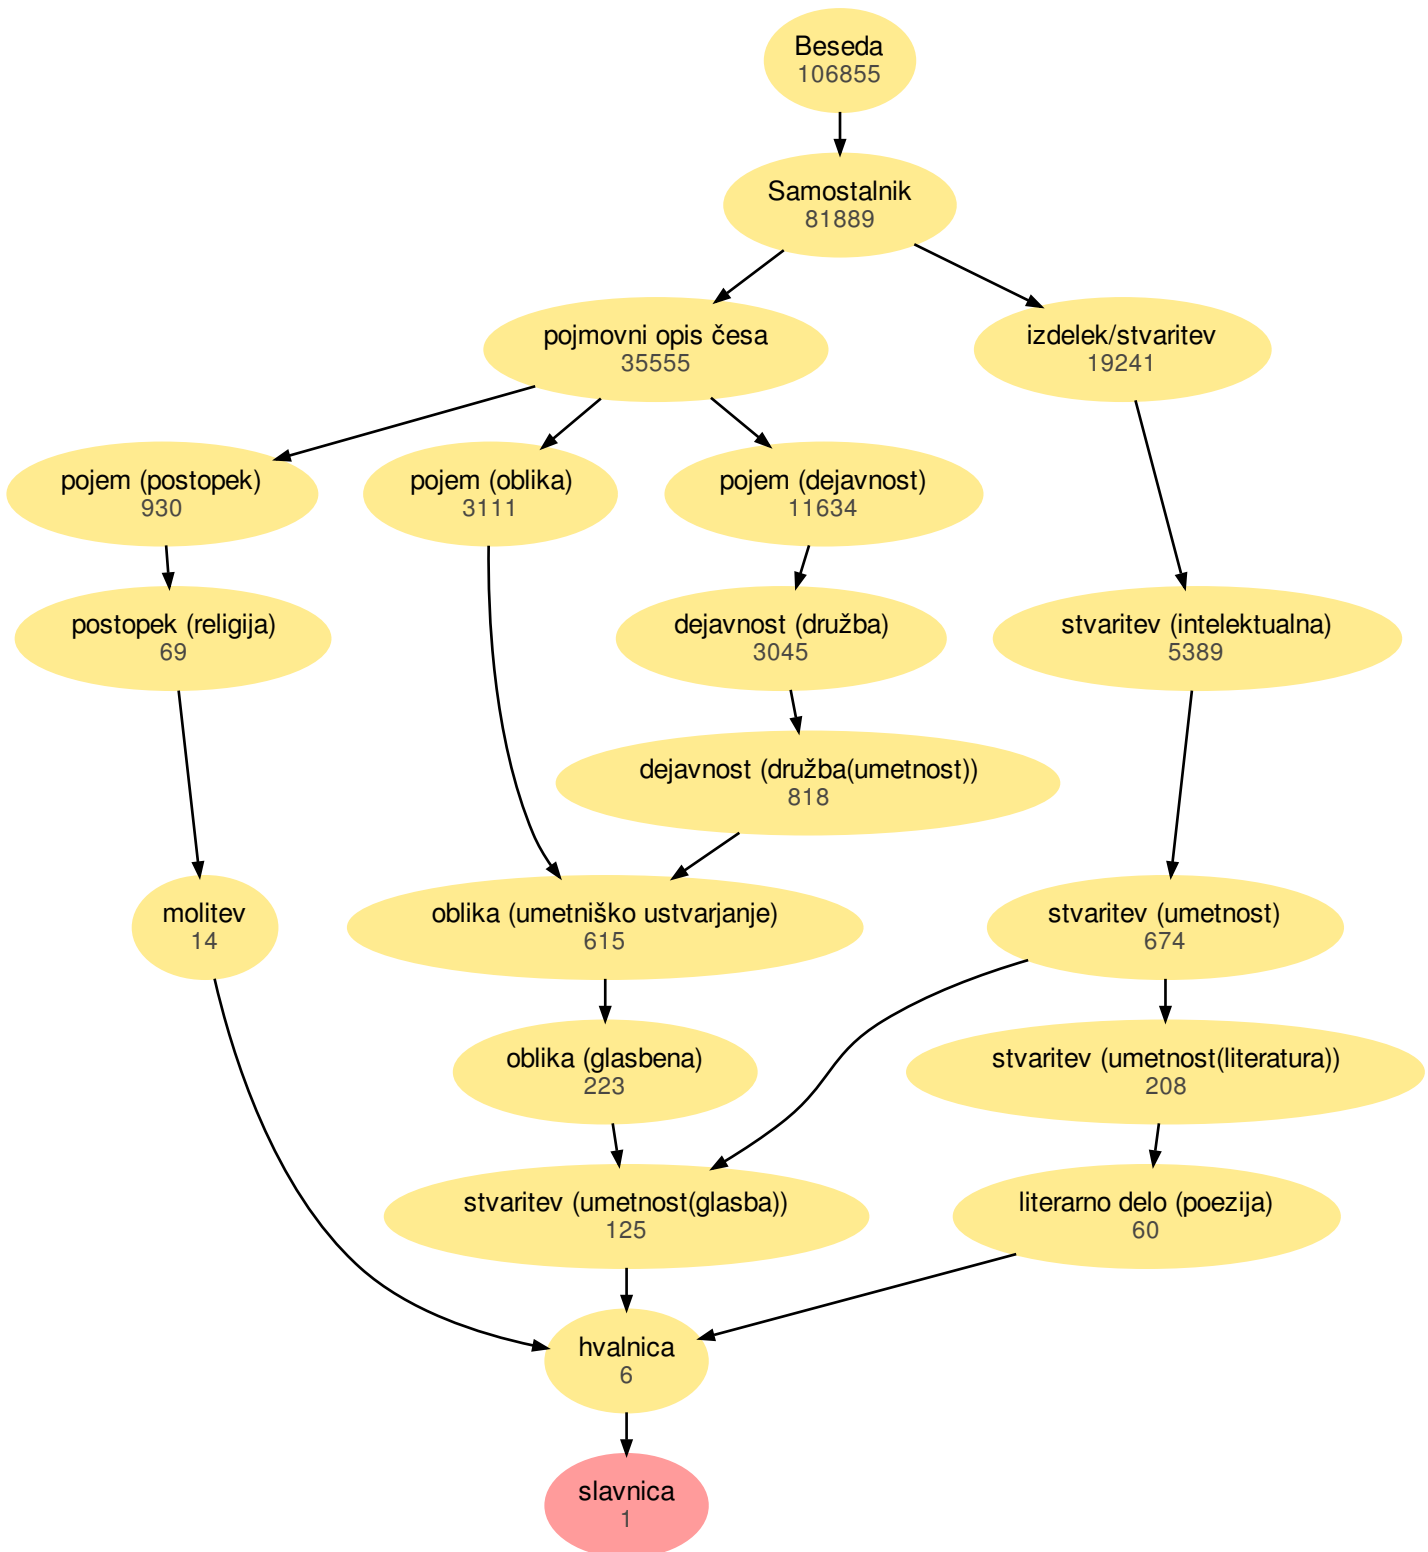 Beseda
106855
Samostalnik
81889
pojmovni opis česa
35555
izdelek/stvaritev
19241
pojem (postopek)
930
pojem (oblika)
3111
pojem (dejavnost)
11634
postopek (religija)
69
dejavnost (družba)
3045
stvaritev (intelektualna)
5389
dejavnost (družba(umetnost))
818
molitev
14
oblika (umetniško ustvarjanje)
615
stvaritev (umetnost)
674
oblika (glasbena)
223
stvaritev (umetnost(literatura))
208
stvaritev (umetnost(glasba))
125
literarno delo (poezija)
60
hvalnica
6
slavnica
1